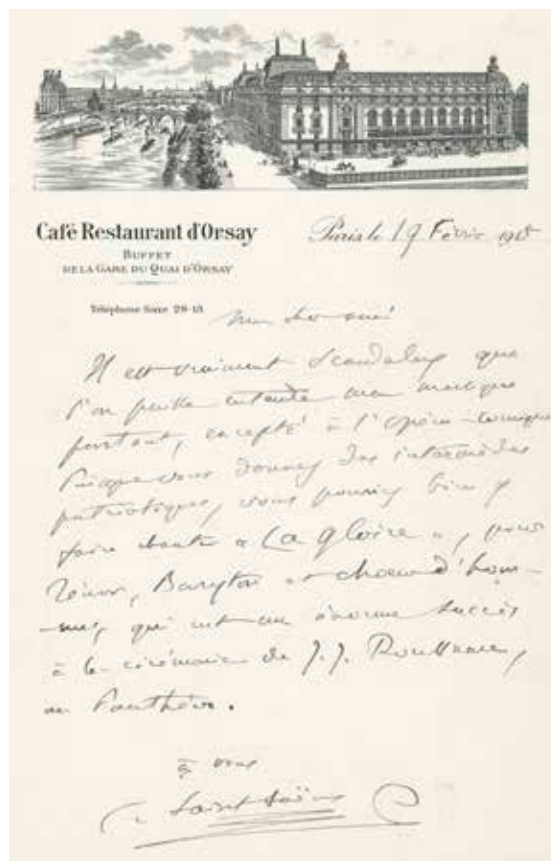 Café Restaurant d'Orsay
BUFFET
DE LA GARE DU QUAI D'ORSAY
Téléphone Saxe 29-13
Paris le 19 Février
Mon cher ami
Il est vraiment scandaleux que
l'on puisse entendre ma musique
partout, excepté à l'opéra-comique
Puisque vous donnez des intermèdes
patriotiques, vous pourriez bien y
faire chanter « La gloire », pour
Ténor, Baryton et chœur d'hom-
-mes, qui eut un énorme succès
à la cérémonie de J. J. Rousseau,
au Panthéon.
à vous
C. Saint-Saëns